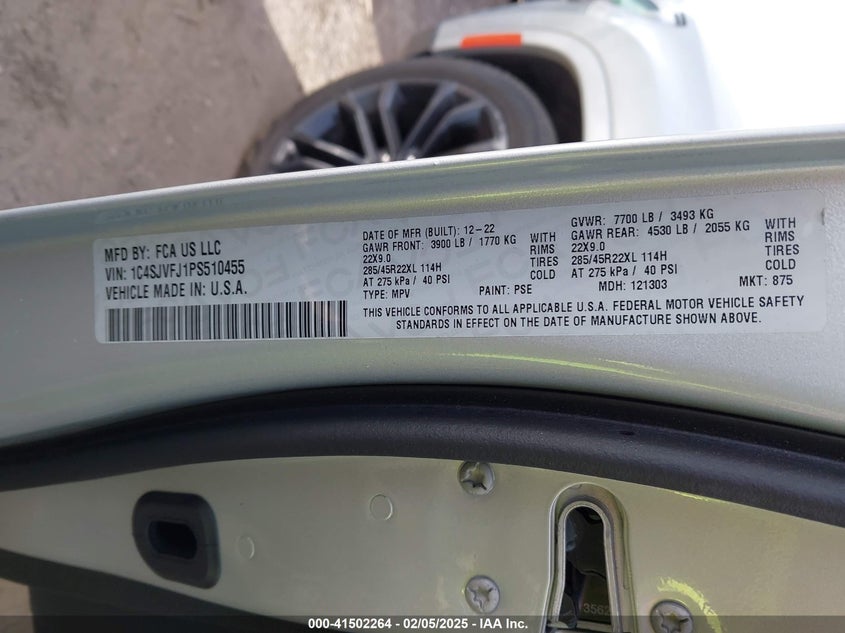 MFD BY: FCA US LLC
VIN: 1C4SJVFJ1PS510455
VEHICLE MADE IN: U.S.A.
DATE OF MFR (BUILT): 12-22
GAWR FRONT: 3900 LB / 1770 KG WITH
22X9.0 RIMS
285/45R22XL 114H TIRES
AT 275 kPa / 40 PSI COLD
TYPE: MPV PAINT: PSE
GVWR: 7700 LB / 3493 KG
GAWR REAR: 4530 LB / 2055 KG WITH
22X9.0 RIMS
285/45R22XL 114H TIRES
AT 275 kPa / 40 PSI COLD
MDH: 121303 MKT: 875
THIS VEHICLE CONFORMS TO ALL APPLICABLE U.S.A. FEDERAL MOTOR VEHICLE SAFETY
STANDARDS IN EFFECT ON THE DATE OF MANUFACTURE SHOWN ABOVE.
000-41502264 - 02/05/2025 - IAA Inc.